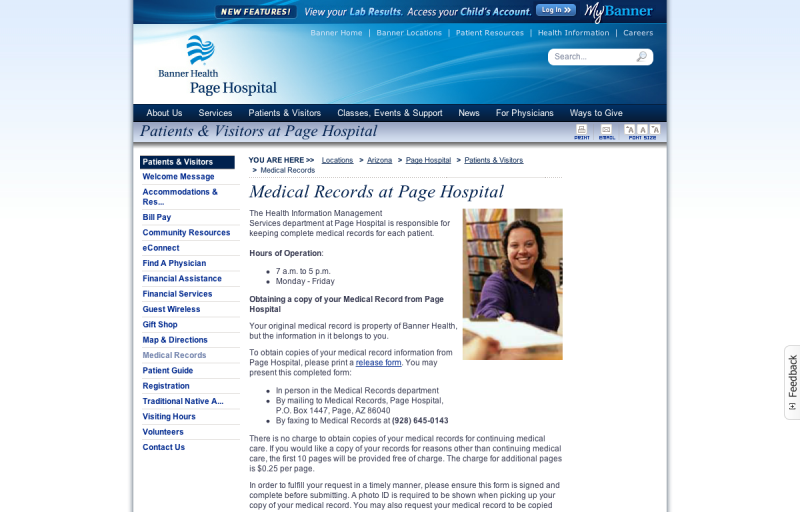 NEW FEATURES! View your Lab Results. Access your Child's Account. Log In >> MyBanner
Banner Home | Banner Locations | Patient Resources | Health Information | Careers
Search...
Banner Health
Page Hospital
About Us Services Patients & Visitors Classes, Events & Support News For Physicians Ways to Give
Patients & Visitors at Page Hospital
PRINT EMAIL FONT SIZE
Patients & Visitors
Welcome Message
Accommodations &
Res...
Bill Pay
Community Resources
eConnect
Find A Physician
Financial Assistance
Financial Services
Guest Wireless
Gift Shop
Map & Directions
Medical Records
Patient Guide
Registration
Traditional Native A...
Visiting Hours
Volunteers
Contact Us
YOU ARE HERE >> Locations > Arizona > Page Hospital > Patients & Visitors
> Medical Records
Medical Records at Page Hospital
The Health Information Management
Services department at Page Hospital is responsible for
keeping complete medical records for each patient.
Hours of Operation:
7 a.m. to 5 p.m.
Monday - Friday
Obtaining a copy of your Medical Record from Page
Hospital
Your original medical record is property of Banner Health,
but the information in it belongs to you.
To obtain copies of your medical record information from
Page Hospital, please print a release form. You may
present this completed form:
In person in the Medical Records department
By mailing to Medical Records, Page Hospital,
P.O. Box 1447, Page, AZ 86040
By faxing to Medical Records at (928) 645-0143
There is no charge to obtain copies of your medical records for continuing medical
care. If you would like a copy of your records for reasons other than continuing medical
care, the first 10 pages will be provided free of charge. The charge for additional pages
is $0.25 per page.
In order to fulfill your request in a timely manner, please ensure this form is signed and
complete before submitting. A photo ID is required to be shown when picking up your
copy of your medical record. You may also request your medical record to be copied
[+] Feedback